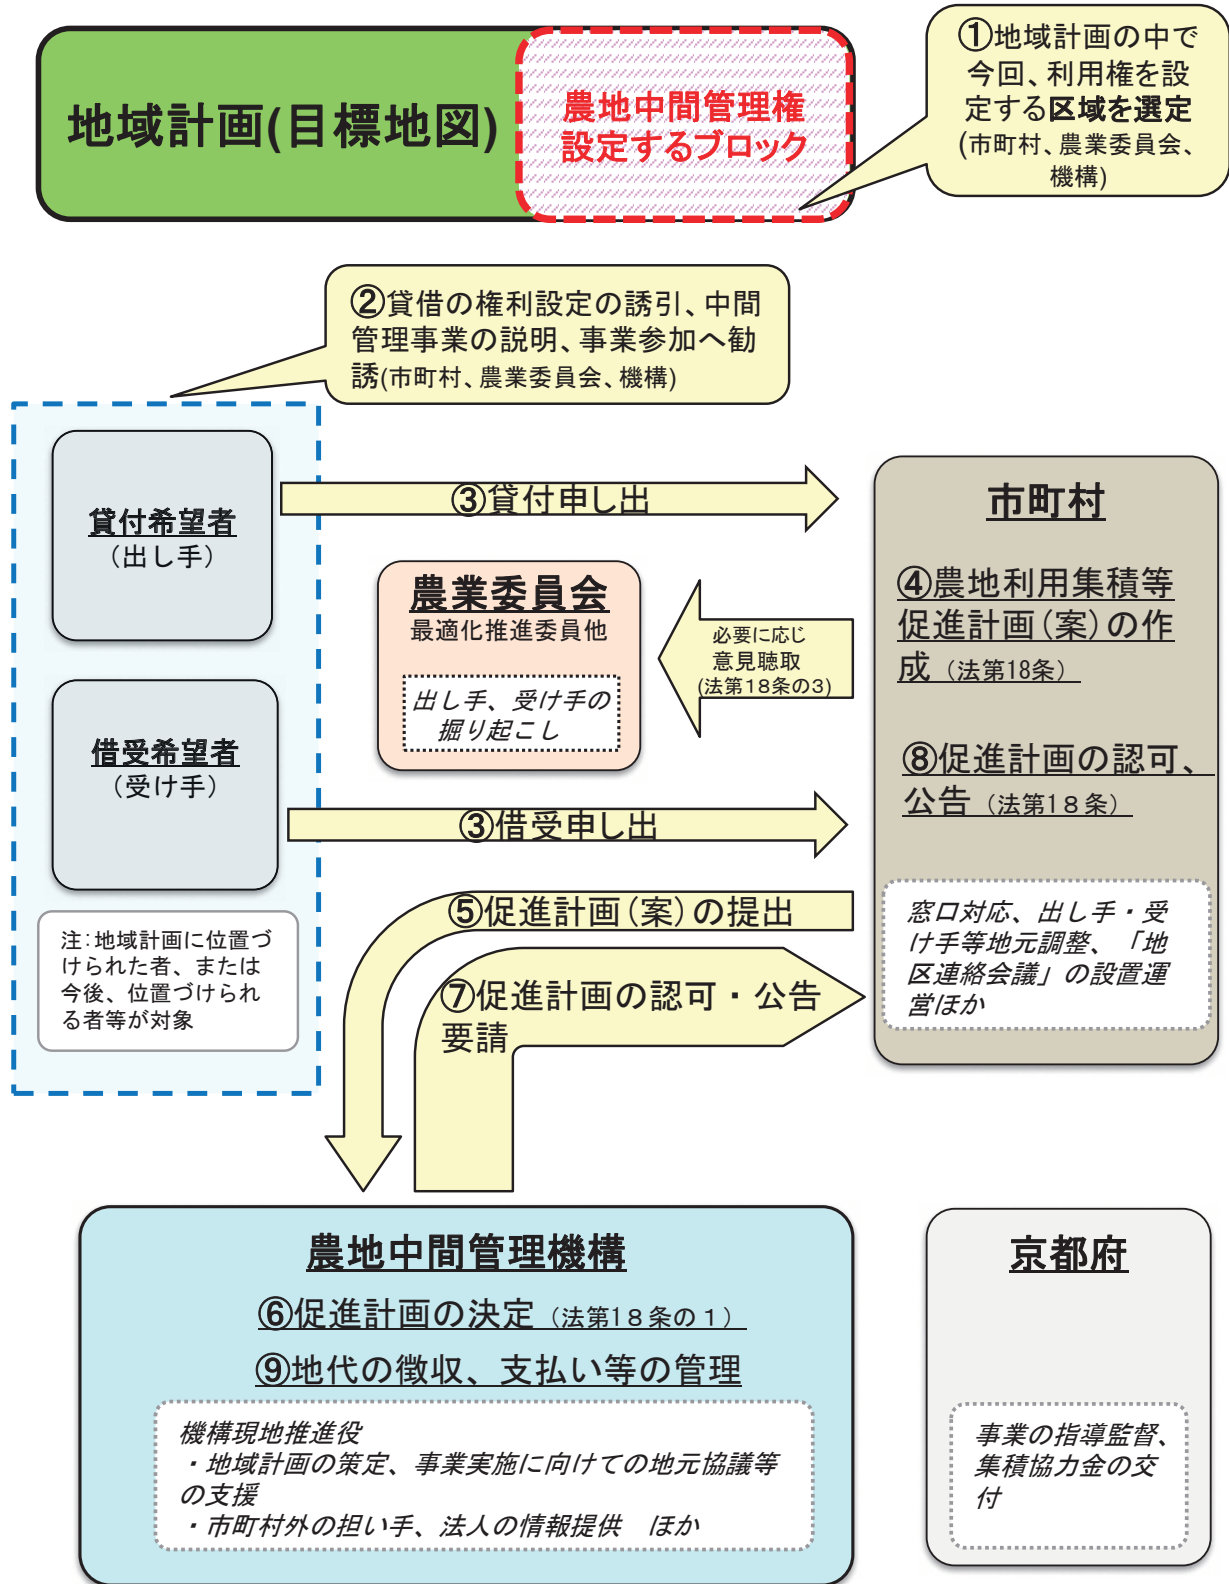 地域計画(目標地図)
農地中間管理権
設定するブロック
①地域計画の中で
今回、利用権を設
定する区域を選定
(市町村、農業委員会、
機構)
②貸借の権利設定の誘引、中間
管理事業の説明、事業参加へ勧
誘(市町村、農業委員会、機構)
貸付希望者
（出し手）
③貸付申し出
市町村
④農地利用集積等
促進計画（案）の作
成（法第18条）
農業委員会
最適化推進委員他
出し手、受け手の
掘り起こし
必要に応じ
意見聴取
(法第１８条の３)
借受希望者
（受け手）
⑧促進計画の認可、
公告（法第１８条）
③借受申し出
⑤促進計画（案）の提出
窓口対応、出し手・受
け手等地元調整、「地
区連絡会議」の設置運
営ほか
注：地域計画に位置づ
けられた者、または
今後、位置づけられ
る者等が対象
⑦促進計画の認可・公告
要請
農地中間管理機構
⑥促進計画の決定（法第１８条の１）
⑨地代の徴収、支払い等の管理
機構現地推進役
・地域計画の策定、事業実施に向けての地元協議等
の支援
・市町村外の担い手、法人の情報提供　ほか
京都府
事業の指導監督、
集積協力金の交
付